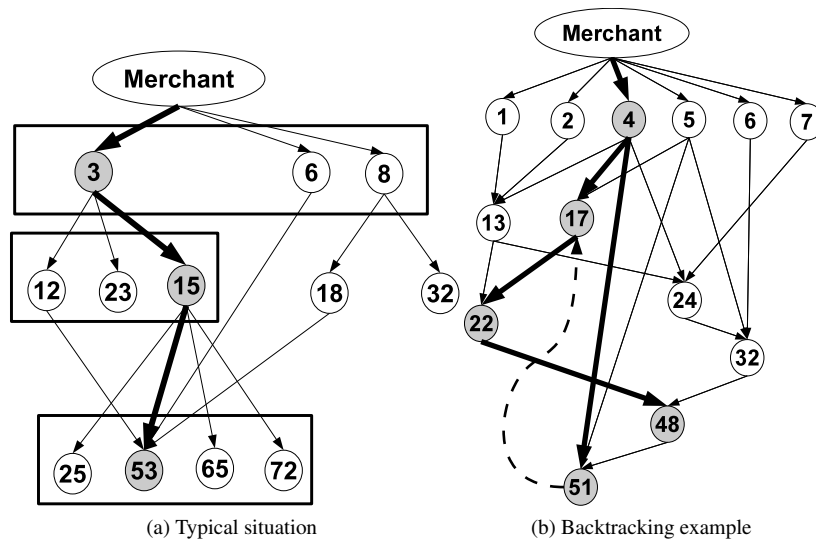 Merchant
3 6 8
12 23 15 18 32
25 53 65 72
(a) Typical situation
Merchant
1 2 4 5 6 7
13 17
24
22
32
48
51
(b) Backtracking example